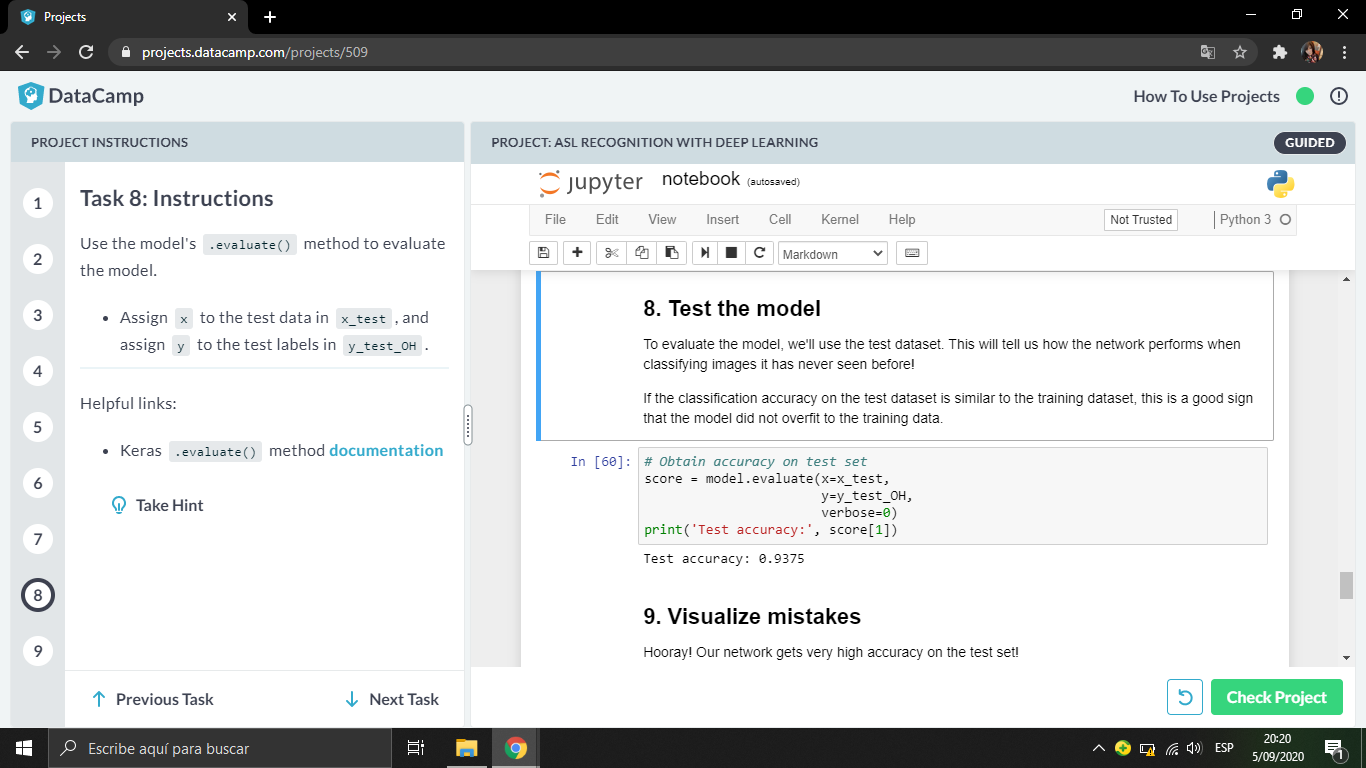 Projects
projects.datacamp.com/projects/509
DataCamp
How To Use Projects
PROJECT INSTRUCTIONS
PROJECT: ASL RECOGNITION WITH DEEP LEARNING
GUIDED
1
2
3
4
5
6
7
8
9
Task 8: Instructions
Use the model's .evaluate() method to evaluate
the model.
• Assign x to the test data in x_test, and
assign y to the test labels in y_test_OH.
Helpful links:
• Keras .evaluate() method documentation
Take Hint
Previous Task
Next Task
jupyter notebook (autosaved)
File Edit View Insert Cell Kernel Help
Not Trusted
Python 3
Markdown
8. Test the model
To evaluate the model, we'll use the test dataset. This will tell us how the network performs when
classifying images it has never seen before!
If the classification accuracy on the test dataset is similar to the training dataset, this is a good sign
that the model did not overfit to the training data.
In [60]:
# Obtain accuracy on test set
score = model.evaluate(x=x_test,
y=y_test_OH,
verbose=0)
print('Test accuracy:', score[1])
Test accuracy: 0.9375
9. Visualize mistakes
Hooray! Our network gets very high accuracy on the test set!
Check Project
Escribe aquí para buscar
ESP
20:20
5/09/2020
1